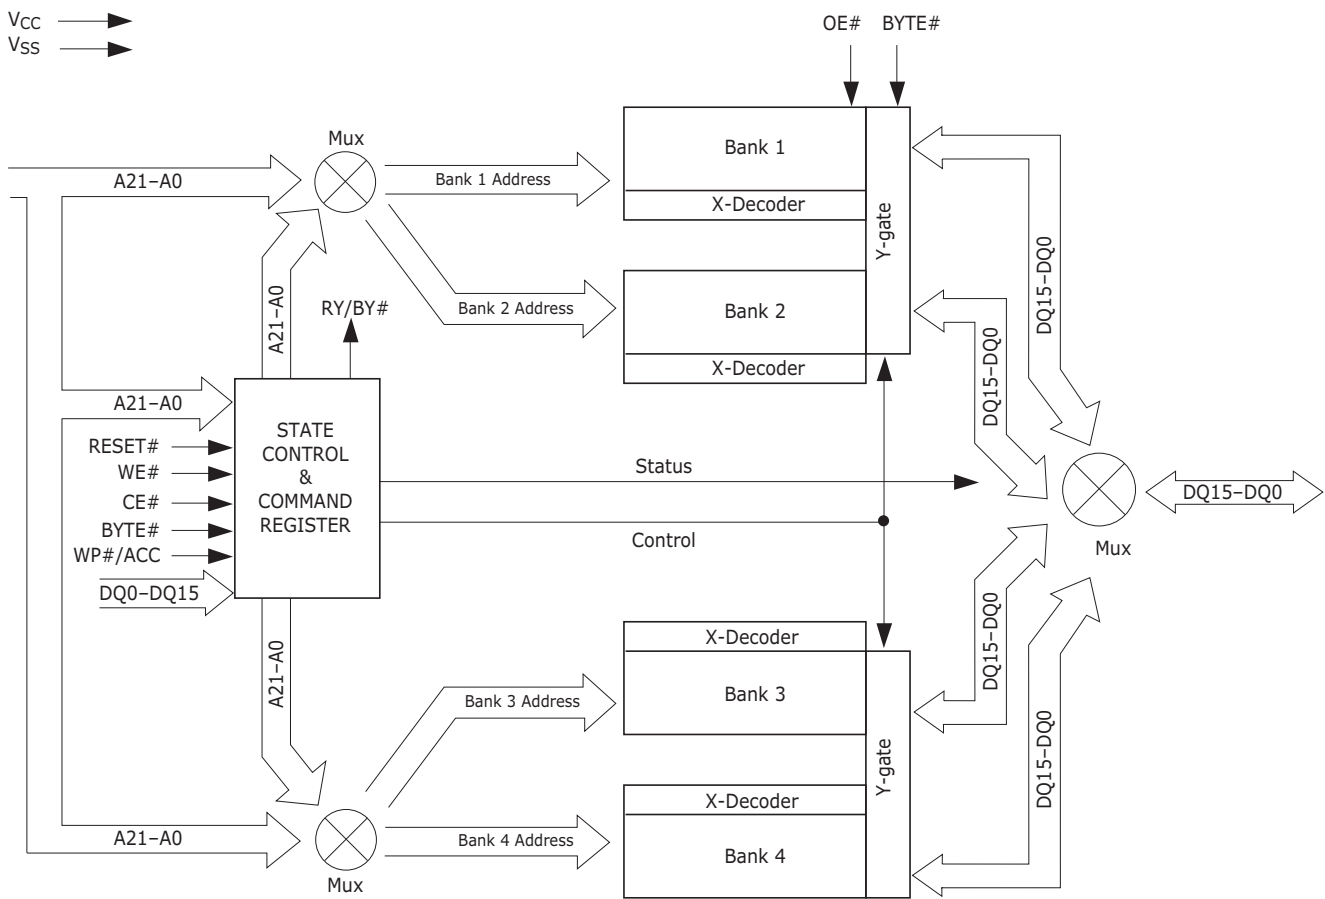 VCC
VSS
OE# BYTE#
Mux
Bank 1
A21–A0
Bank 1 Address
X-Decoder
Y-gate
DQ15–DQ0
A21–A0
RY/BY#
Bank 2 Address
Bank 2
X-Decoder
DQ15–DQ0
A21–A0
STATE
CONTROL
&
COMMAND
REGISTER
RESET#
WE#
CE#
BYTE#
WP#/ACC
DQ0–DQ15
Status
Control
DQ15–DQ0
Mux
A21–A0
X-Decoder
Bank 3 Address
Bank 3
DQ15–DQ0
Y-gate
DQ15–DQ0
X-Decoder
A21–A0
Mux
Bank 4 Address
Bank 4